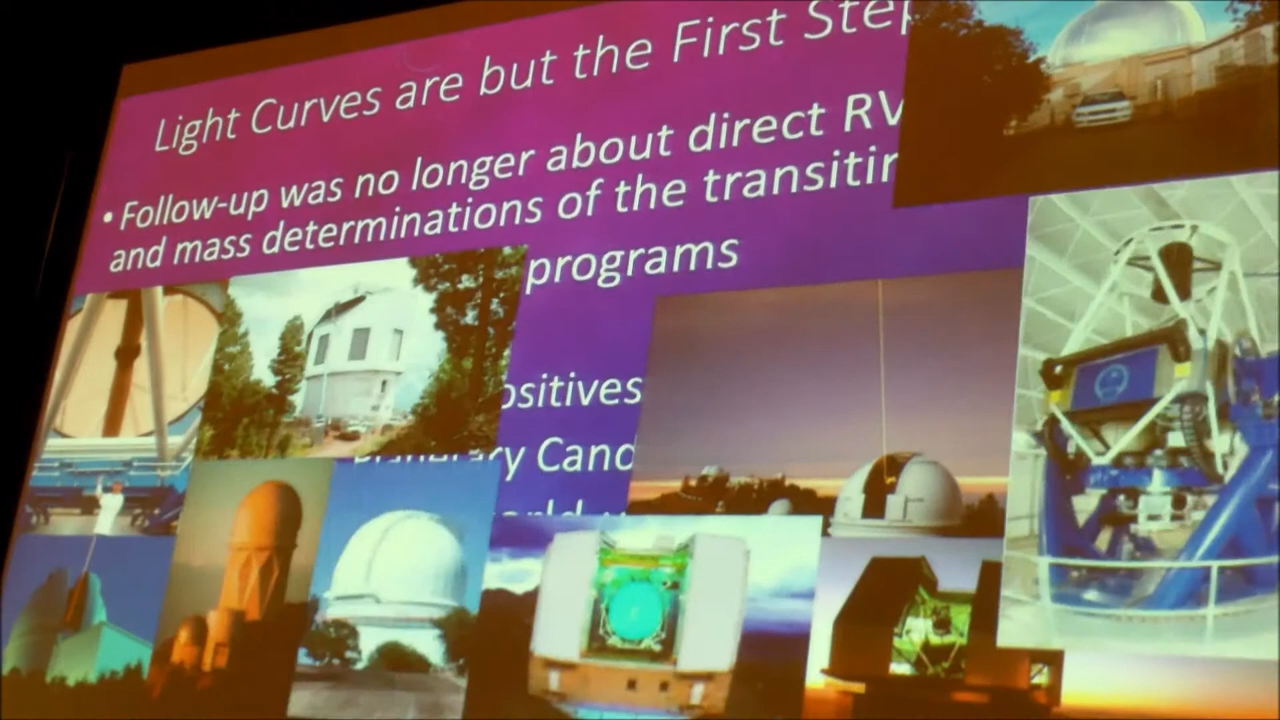 Light Curves are but the First Step
• Follow-up was no longer about direct RV
and mass determinations of the
programs
ositives
ry Cand